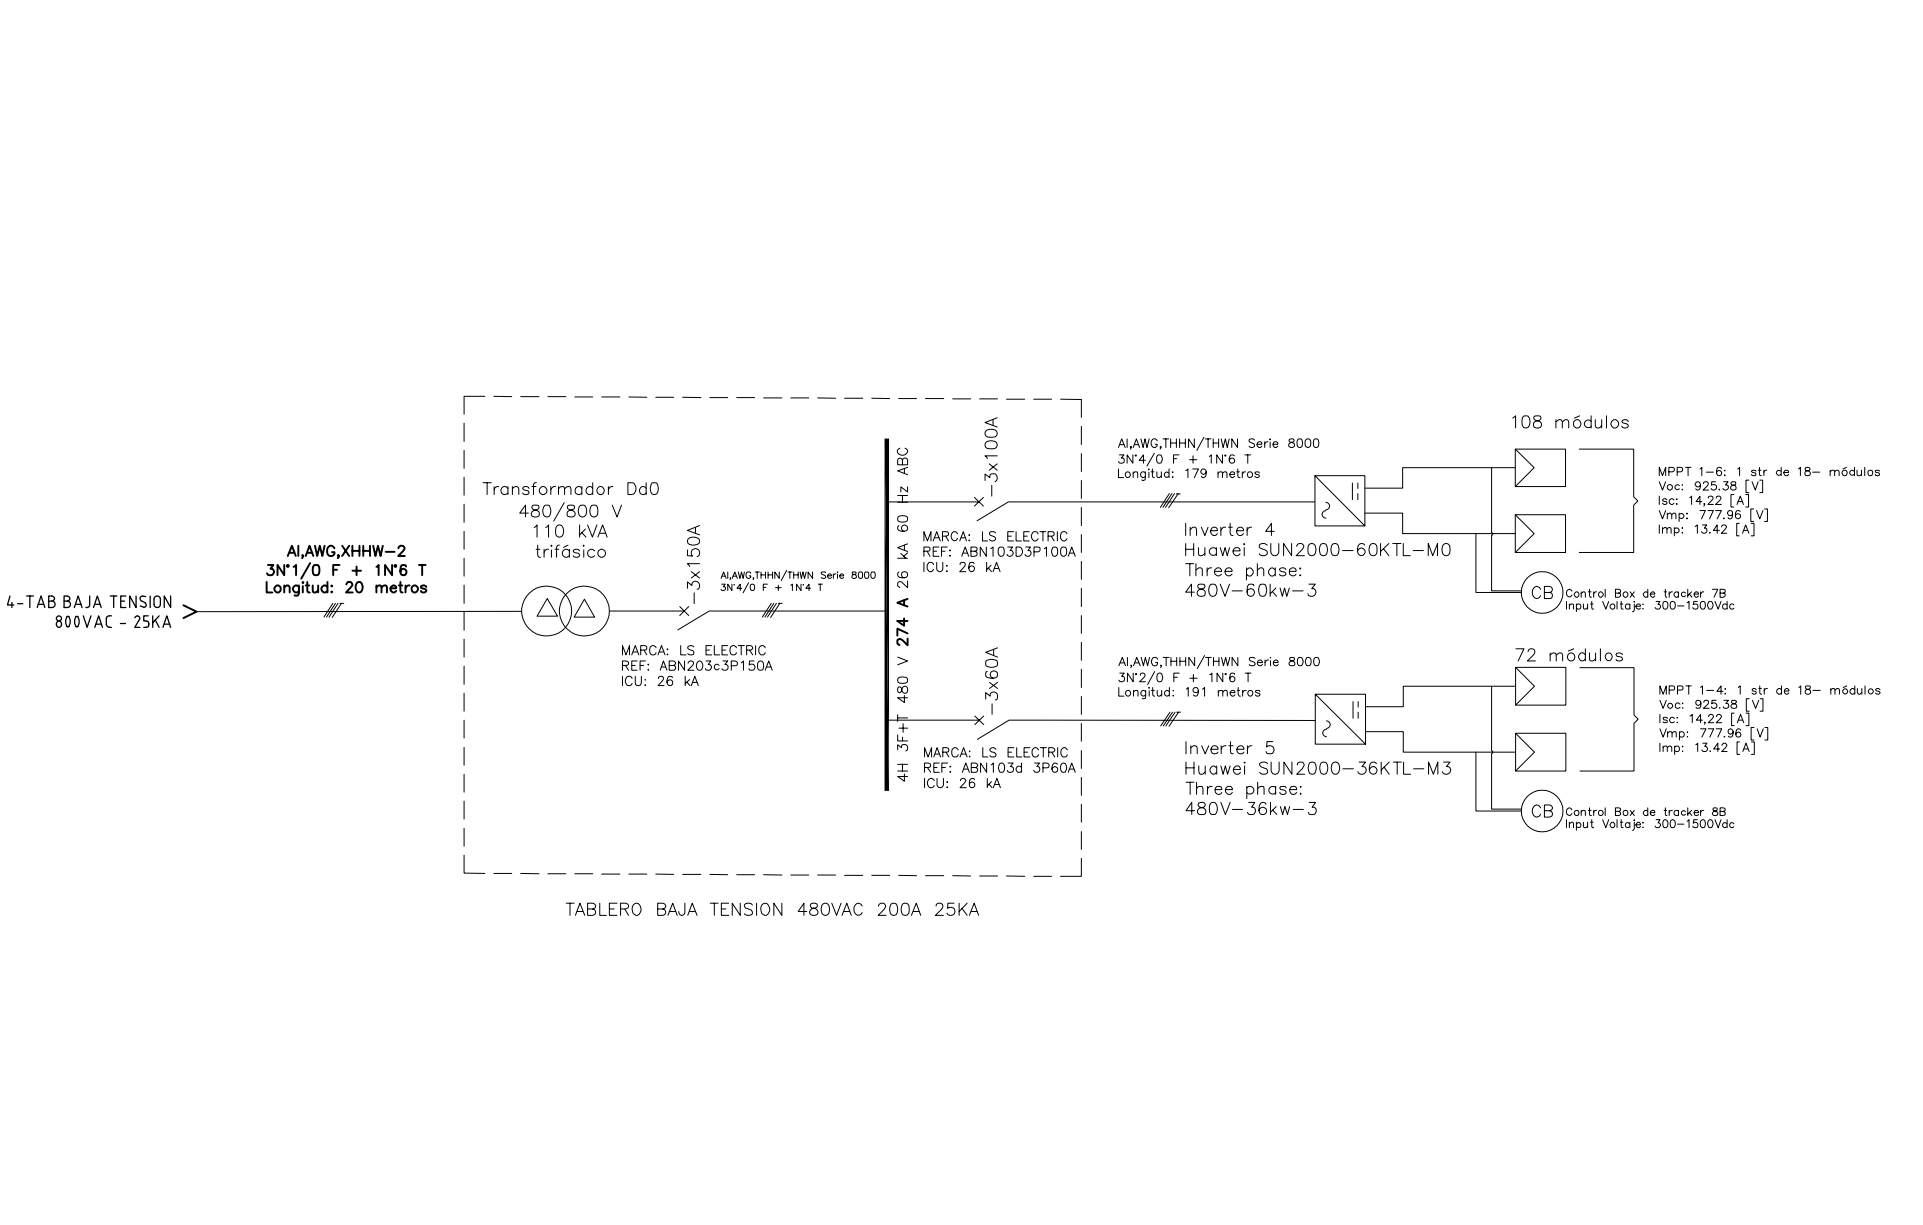 4-TAB BAJA TENSION
800VAC - 25KA
Al,AWG,XHHW-2
3N°1/0 F + 1N°6 T
Longitud: 20 metros
Transformador Dd0
480/800 V
110 kVA
trifásico
3x150A
MARCA: LS ELECTRIC
REF: ABN203c3P150A
ICU: 26 kA
Al,AWG,THHN/THWN Serie 8000
3N°4/0 F + 1N°4 T
4H 3F+T 480 V 274 A 26 kA 60 Hz ABC
3x100A
MARCA: LS ELECTRIC
REF: ABN103D3P100A
ICU: 26 kA
3x60A
MARCA: LS ELECTRIC
REF: ABN103d 3P60A
ICU: 26 kA
TABLERO BAJA TENSION 480VAC 200A 25KA
Al,AWG,THHN/THWN Serie 8000
3N°4/0 F + 1N°6 T
Longitud: 179 metros
Inverter 4
Huawei SUN2000-60KTL-M0
Three phase:
480V-60kw-3
108 módulos
MPPT 1-6: 1 str de 18- módulos
Voc: 925.38 [V]
Isc: 14,22 [A]
Vmp: 777.96 [V]
Imp: 13.42 [A]
CB
Control Box de tracker 7B
Input Voltaje: 300-1500Vdc
Al,AWG,THHN/THWN Serie 8000
3N°2/0 F + 1N°6 T
Longitud: 191 metros
Inverter 5
Huawei SUN2000-36KTL-M3
Three phase:
480V-36kw-3
72 módulos
MPPT 1-4: 1 str de 18- módulos
Voc: 925.38 [V]
Isc: 14,22 [A]
Vmp: 777.96 [V]
Imp: 13.42 [A]
CB
Control Box de tracker 8B
Input Voltaje: 300-1500Vdc